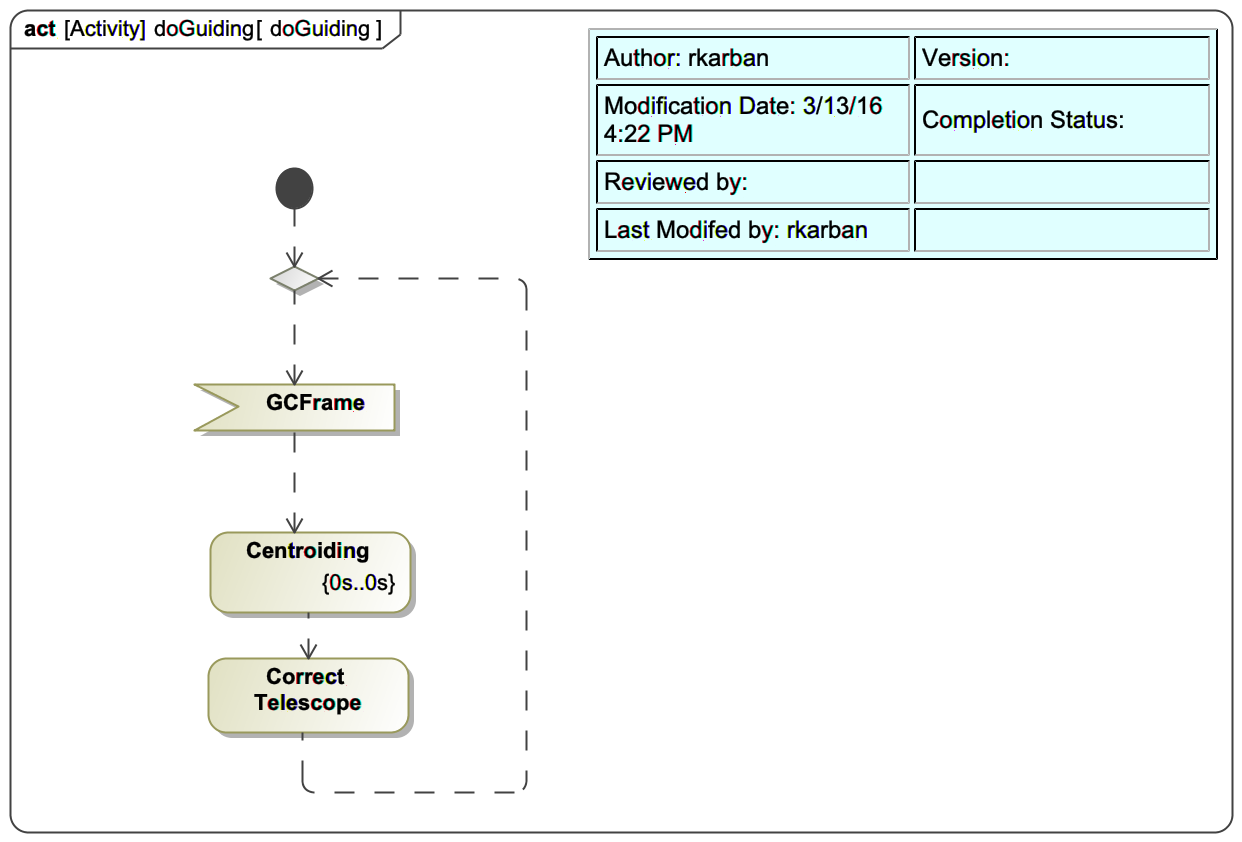 act [Activity] doGuiding[ doGuiding ]
Author: rkarban
Version:
Modification Date: 3/13/16
4:22 PM
Completion Status:
Reviewed by:
Last Modifed by: rkarban
GCFrame
Centroiding
{0s..0s}
Correct
Telescope